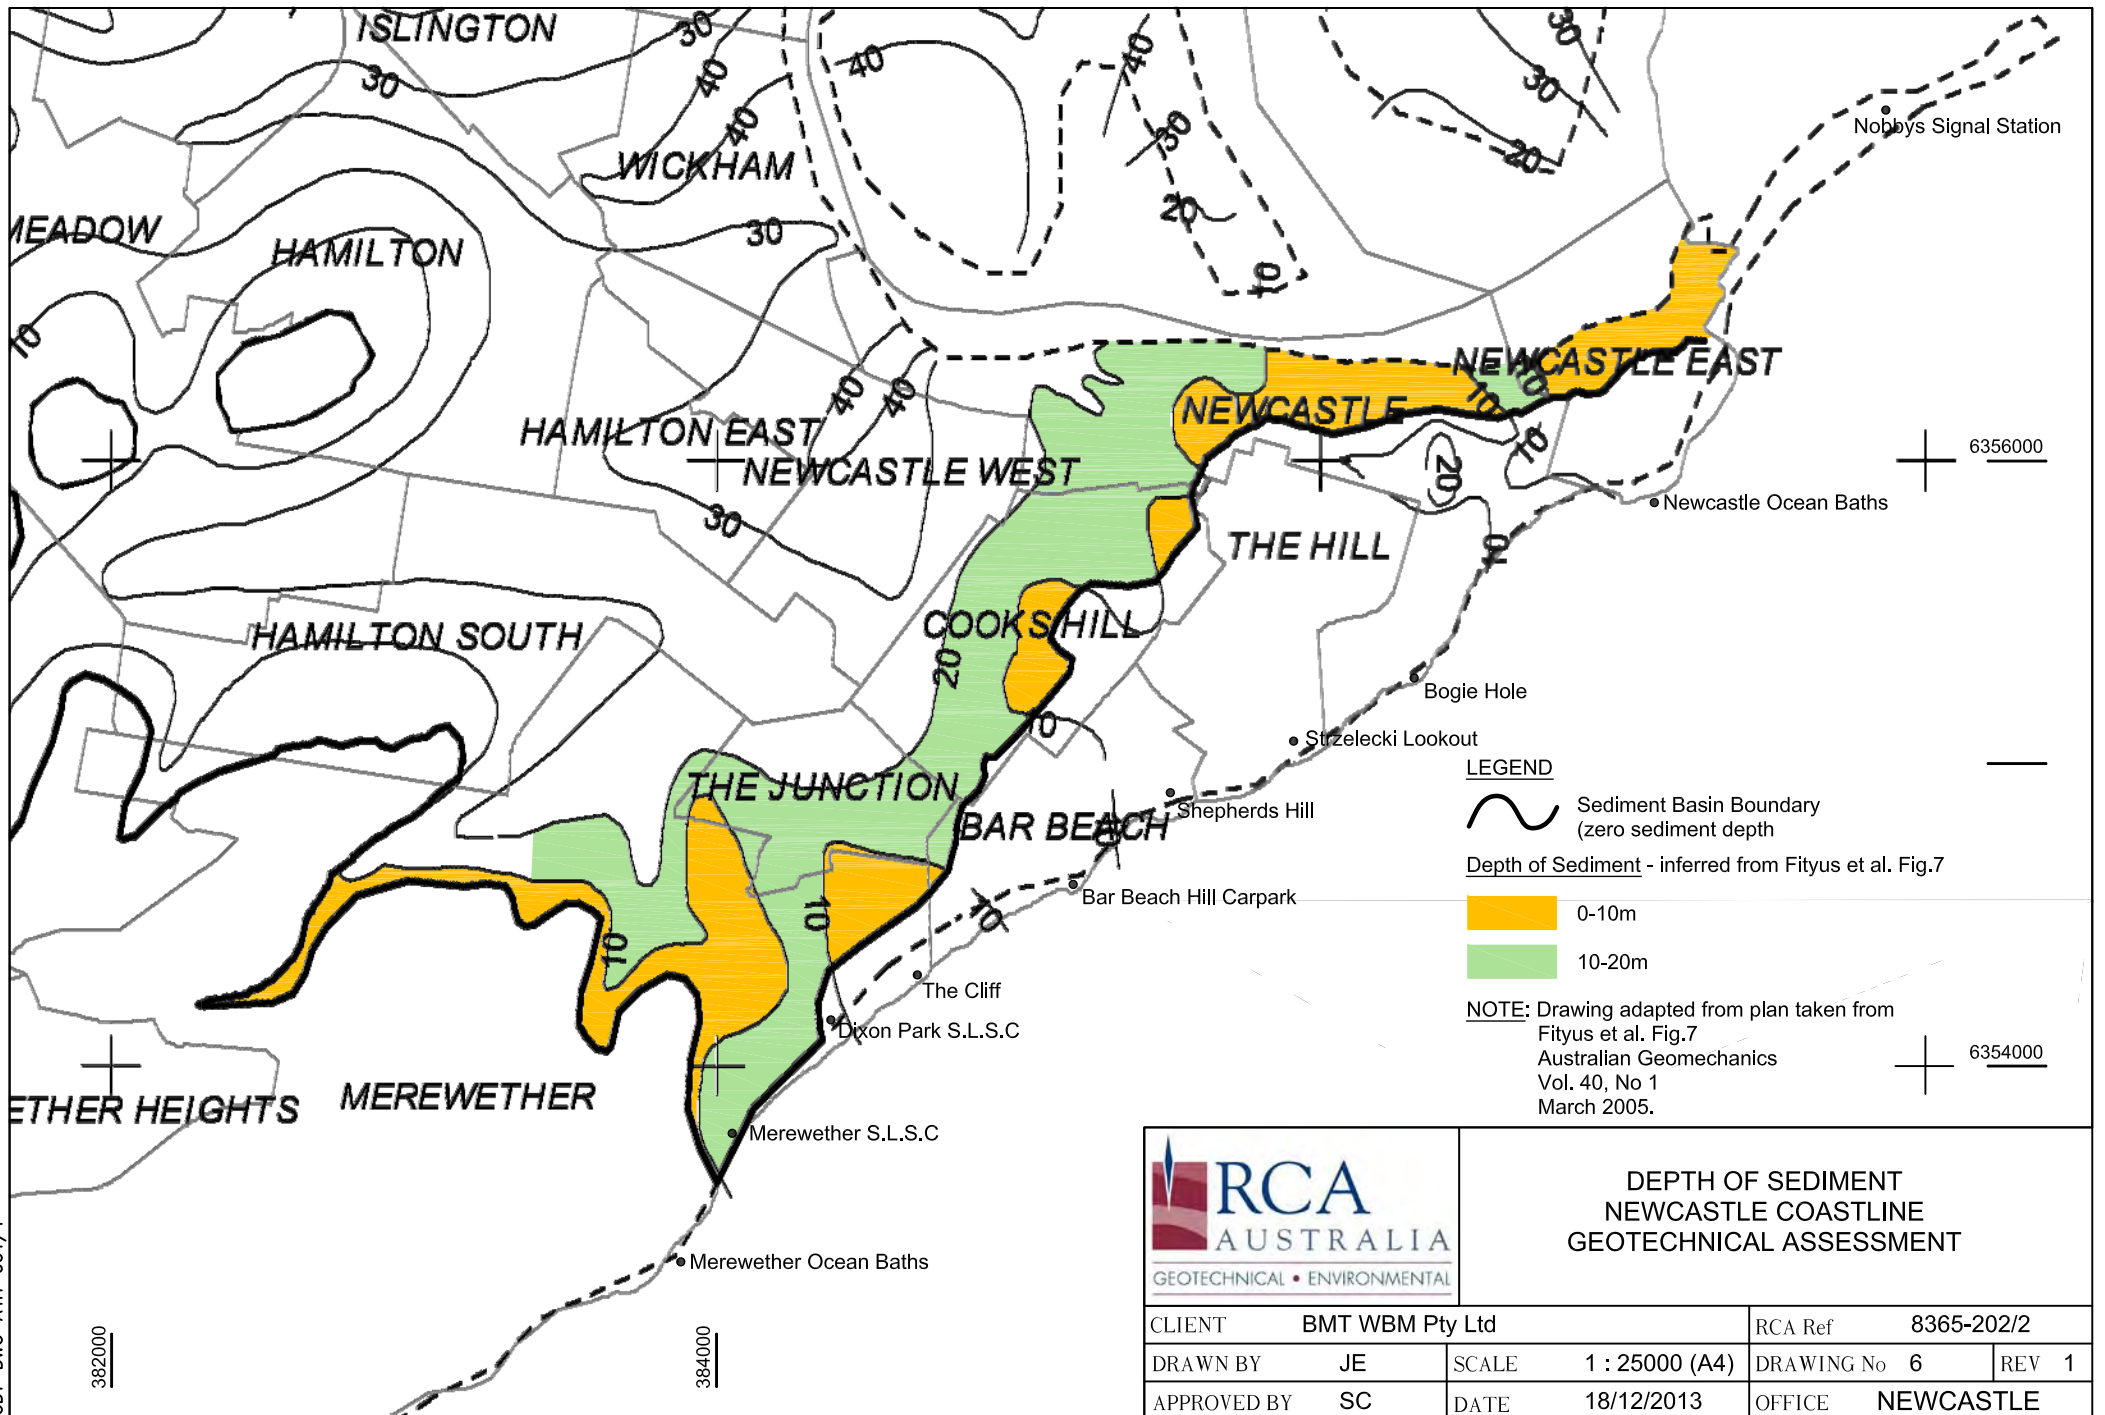 ISLINGTON
30
30
40
40
40
40
30
30
WICKHAM
30
20
20
10
Nobbys Signal Station
MEADOW
HAMILTON
30
10
NEWCASTLE EAST
40
40
10
10
NEWCASTLE
HAMILTON EAST
10
6356000
NEWCASTLE WEST
20
Newcastle Ocean Baths
30
THE HILL
10
HAMILTON SOUTH
COOKS HILL
20
Bogie Hole
10
Strzelecki Lookout
THE JUNCTION
Shepherds Hill
BAR BEACH
10
Bar Beach Hill Carpark
10
10
10
The Cliff
Dixon Park S.L.S.C
ETHER HEIGHTS
MEREWETHER
Merewether S.L.S.C
Merewether Ocean Baths
382000
384000
LEGEND
Sediment Basin Boundary
(zero sediment depth
Depth of Sediment - inferred from Fityus et al. Fig.7
0-10m
10-20m
NOTE: Drawing adapted from plan taken from
Fityus et al. Fig.7
Australian Geomechanics
Vol. 40, No 1
March 2005.
6354000
RCA
AUSTRALIA
GEOTECHNICAL • ENVIRONMENTAL
DEPTH OF SEDIMENT
NEWCASTLE COASTLINE
GEOTECHNICAL ASSESSMENT
CLIENT BMT WBM Pty Ltd RCA Ref 8365-202/2
DRAWN BY JE SCALE 1 : 25000 (A4) DRAWING No 6 REV 1
APPROVED BY SC DATE 18/12/2013 OFFICE NEWCASTLE